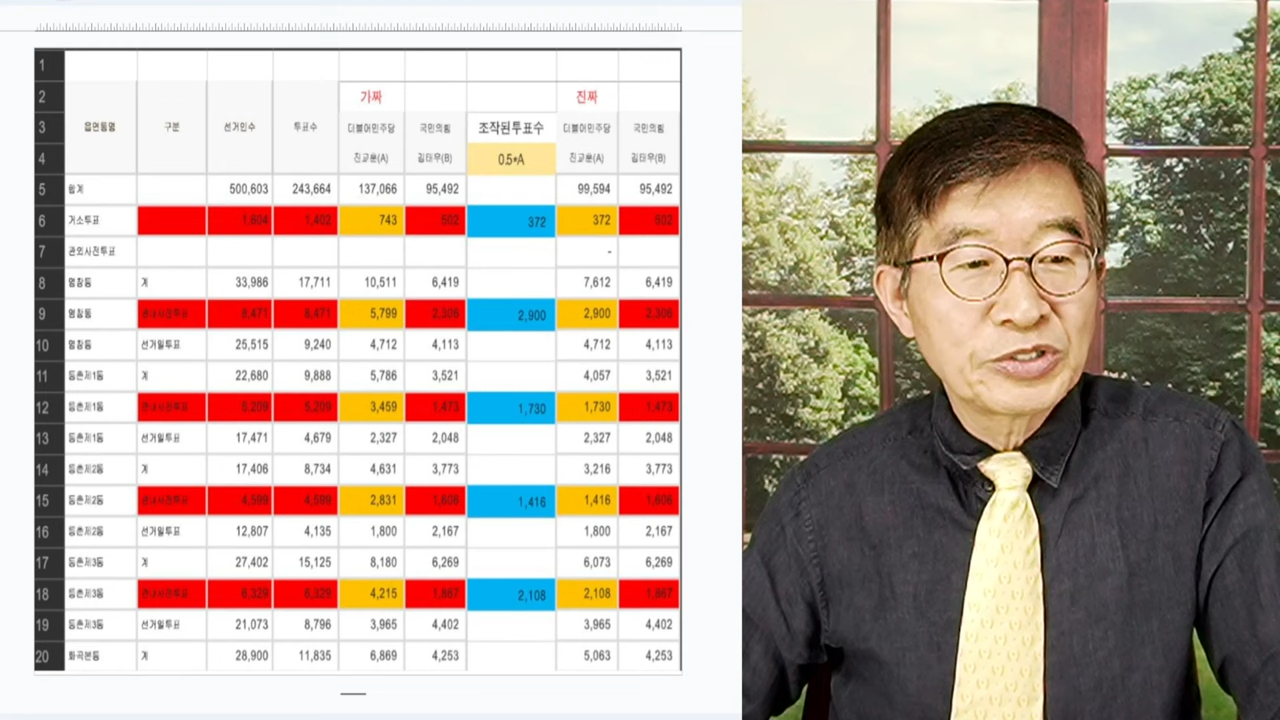 1
2 가짜 진짜
3 읍면동명 구분 선거인수 투표수 더불어민주당 국민의힘 조작된투표수 더불어민주당 국민의힘
4 진교훈(A) 김태우(B) 0.5*A 진교훈(A) 김태우(B)
5 합계 500,603 243,664 137,066 95,492 99,594 95,492
6 거소투표 1,604 1,402 743 502 372 372 502
7 관외사전투표 -
8 염창동 계 33,986 17,711 10,511 6,419 7,612 6,419
9 염창동 관내사전투표 8,471 8,471 5,799 2,306 2,900 2,900 2,306
10 염창동 선거일투표 25,515 9,240 4,712 4,113 4,712 4,113
11 등촌제1동 계 22,680 9,888 5,786 3,521 4,057 3,521
12 등촌제1동 관내사전투표 5,209 5,209 3,459 1,473 1,730 1,730 1,473
13 등촌제1동 선거일투표 17,471 4,679 2,327 2,048 2,327 2,048
14 등촌제2동 계 17,406 8,734 4,631 3,773 3,216 3,773
15 등촌제2동 관내사전투표 4,599 4,599 2,831 1,606 1,416 1,416 1,606
16 등촌제2동 선거일투표 12,807 4,135 1,800 2,167 1,800 2,167
17 등촌제3동 계 27,402 15,125 8,180 6,269 6,073 6,269
18 등촌제3동 관내사전투표 6,329 6,329 4,215 1,867 2,108 2,108 1,867
19 등촌제3동 선거일투표 21,073 8,796 3,965 4,402 3,965 4,402
20 화곡본동 계 28,900 11,835 6,869 4,253 5,063 4,253